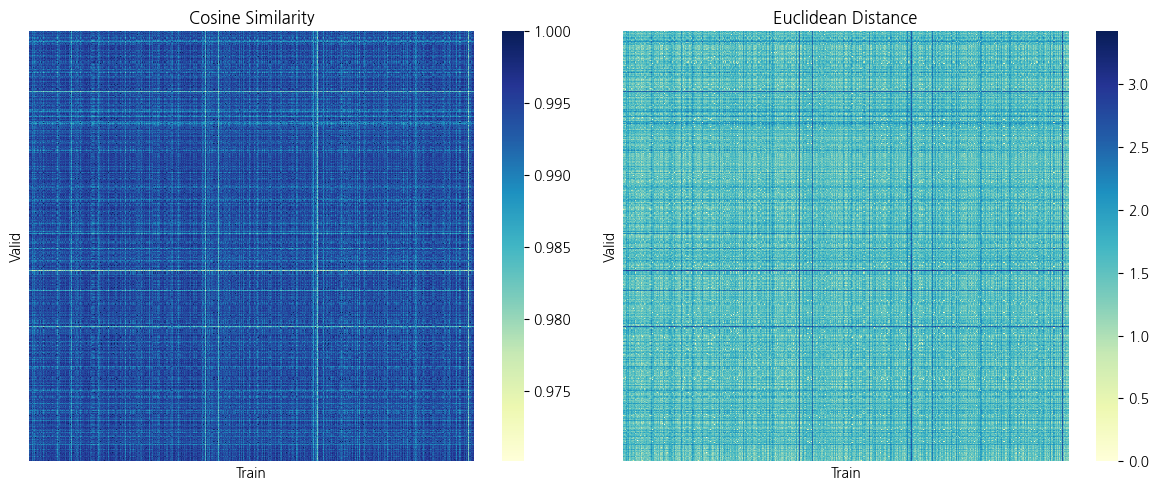 Cosine Similarity
Valid
Train
1.000
0.995
0.990
0.985
0.980
0.975
Euclidean Distance
Valid
Train
3.0
2.5
2.0
1.5
1.0
0.5
0.0